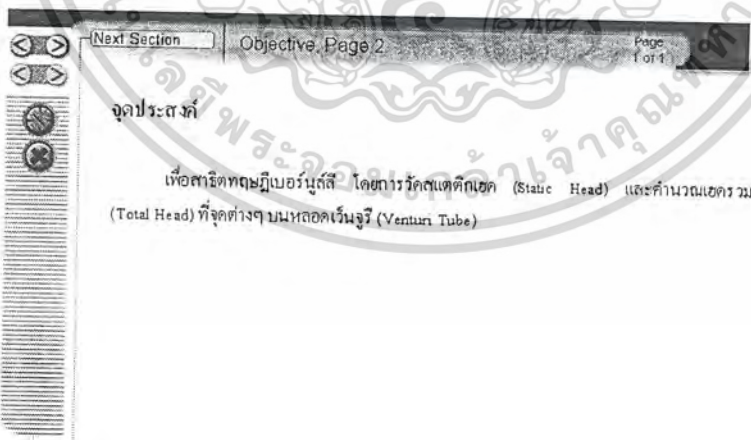 Next Section
Objective, Page 2
Page
1 of 1
จุดประสงค์
เพื่อสาธิตทฤษฎีเบอร์นูลลี โดยการวัดสแตติกเฮด (Static Head) และคำนวณเฮดรวม
(Total Head) ที่จุดต่างๆ บนหลอดเว็นจูรี (Venturi Tube)